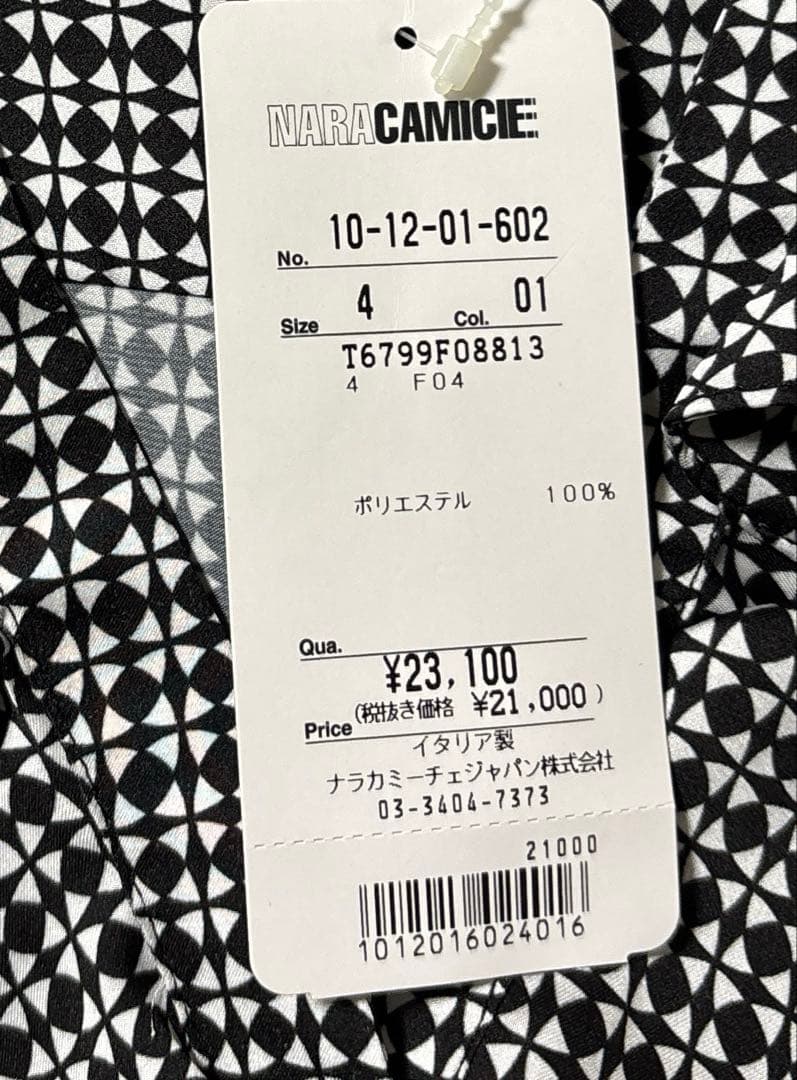 NARACAMICIE
No. 10-12-01-602
Size 4 Col. 01
T6799F08813
4 F04
ポリエステル 100%
Qua.
¥23,100
Price (税抜き価格 ¥21,000)
イタリア製
ナラカミーチェジャパン株式会社
03-3404-7373
21000
1012016024016